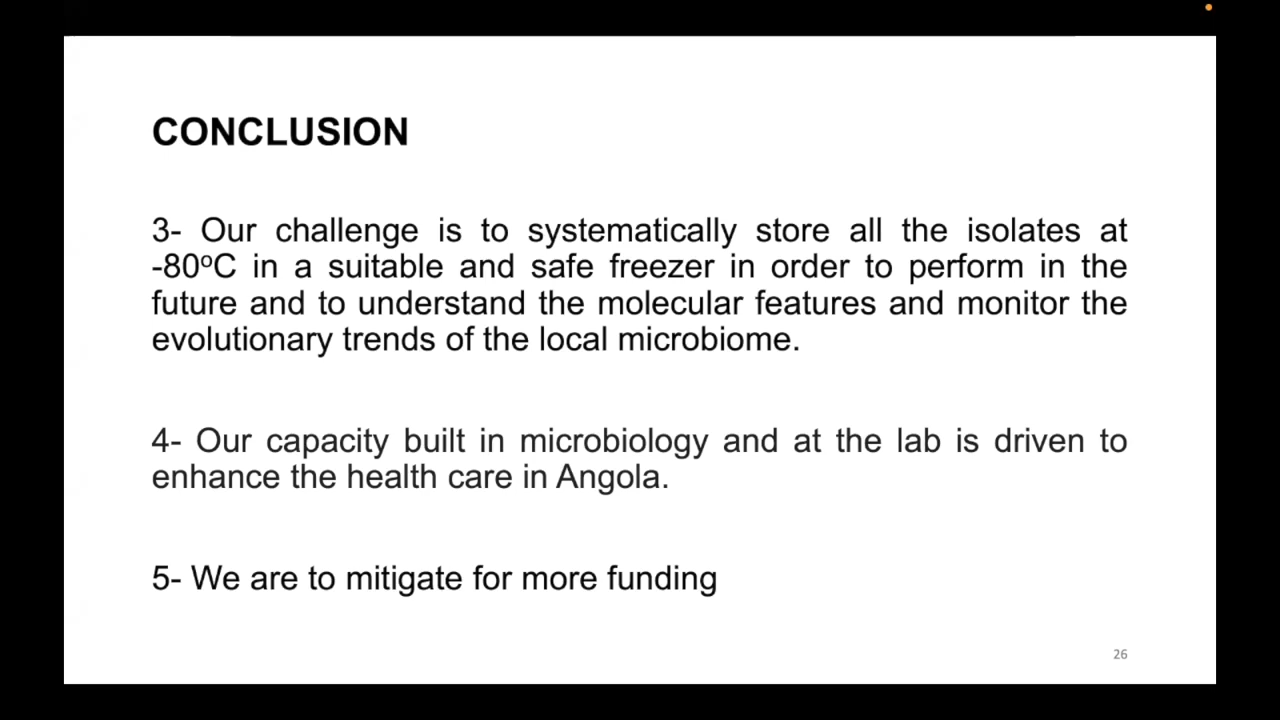 CONCLUSION
3- Our challenge is to systematically store all the isolates at
-80ºC in a suitable and safe freezer in order to perform in the
future and to understand the molecular features and monitor the
evolutionary trends of the local microbiome.
4- Our capacity built in microbiology and at the lab is driven to
enhance the health care in Angola.
5- We are to mitigate for more funding
26